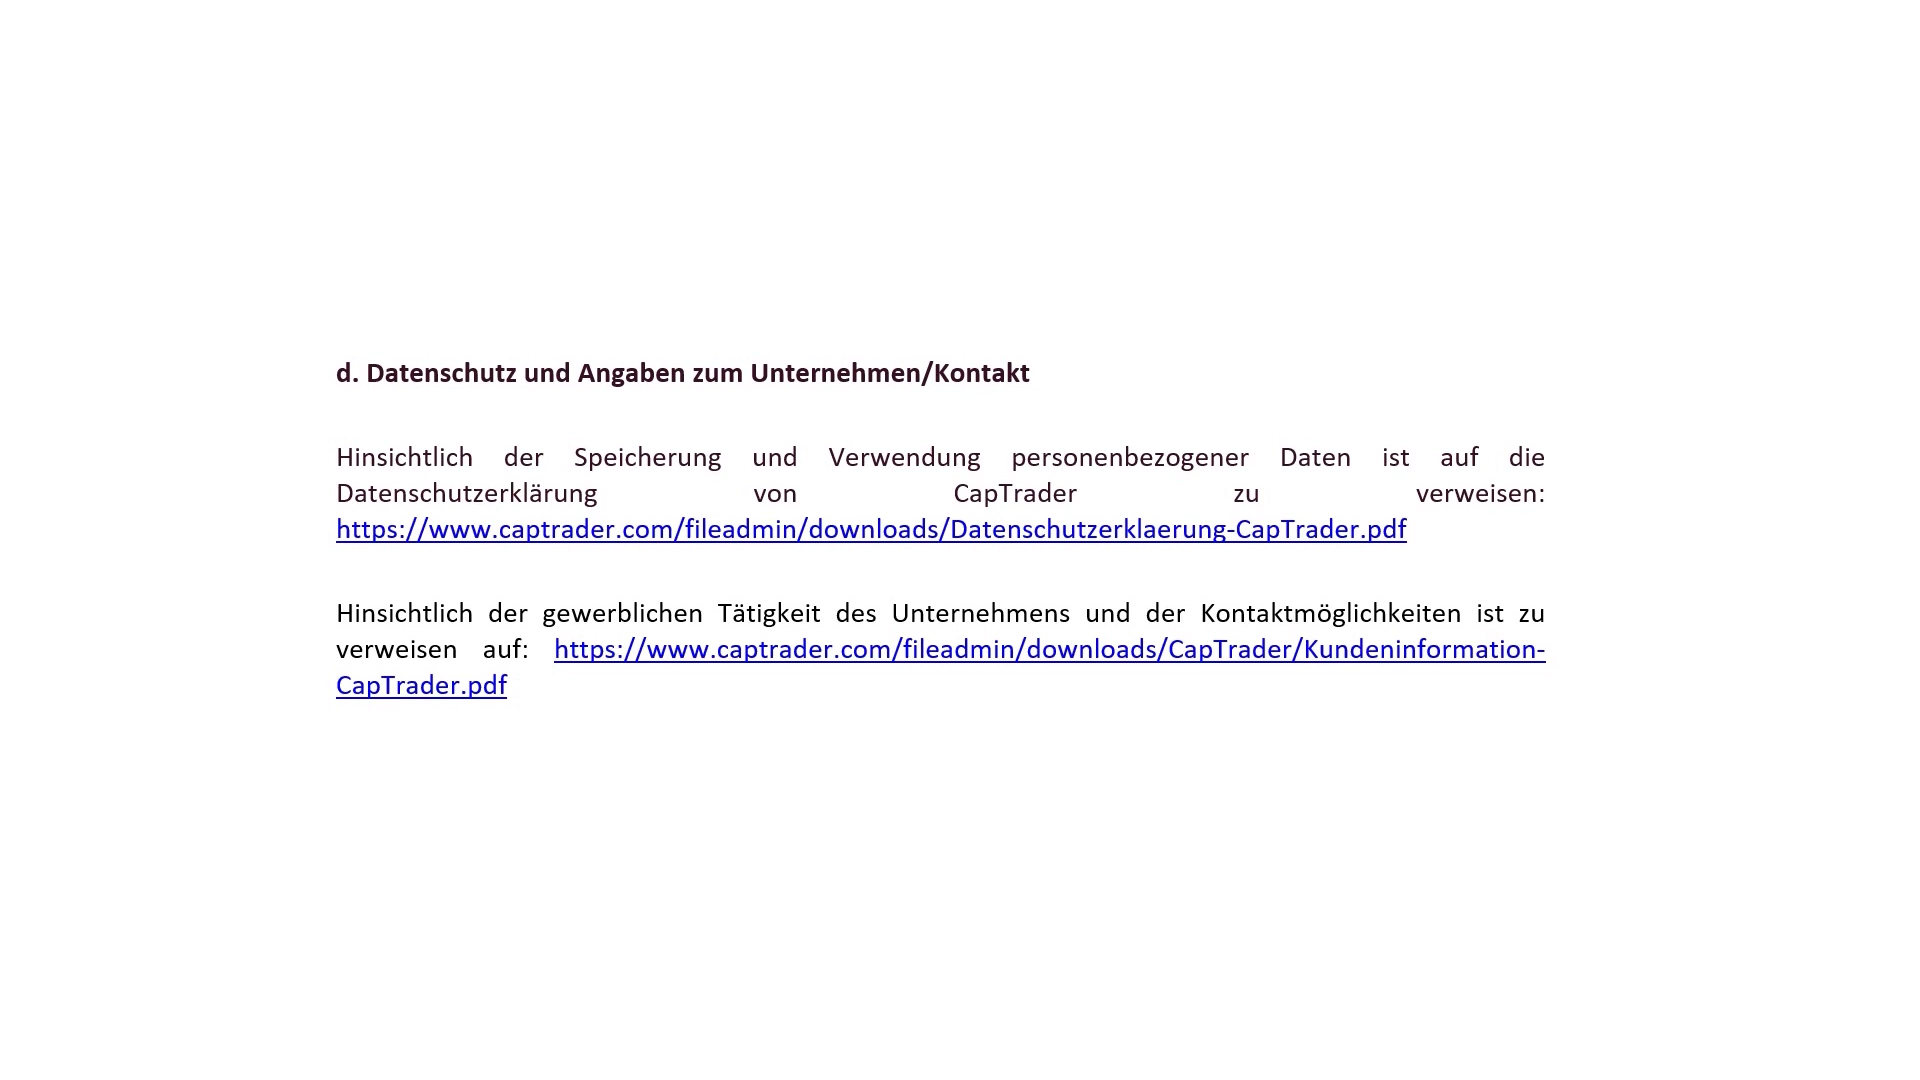 d. Datenschutz und Angaben zum Unternehmen/Kontakt
Hinsichtlich der Speicherung und Verwendung personenbezogener Daten ist auf die
Datenschutzerklärung von CapTrader zu verweisen:
https://www.captrader.com/fileadmin/downloads/Datenschutzerklaerung-CapTrader.pdf
Hinsichtlich der gewerblichen Tätigkeit des Unternehmens und der Kontaktmöglichkeiten ist zu
verweisen auf: https://www.captrader.com/fileadmin/downloads/CapTrader/Kundeninformation-
CapTrader.pdf